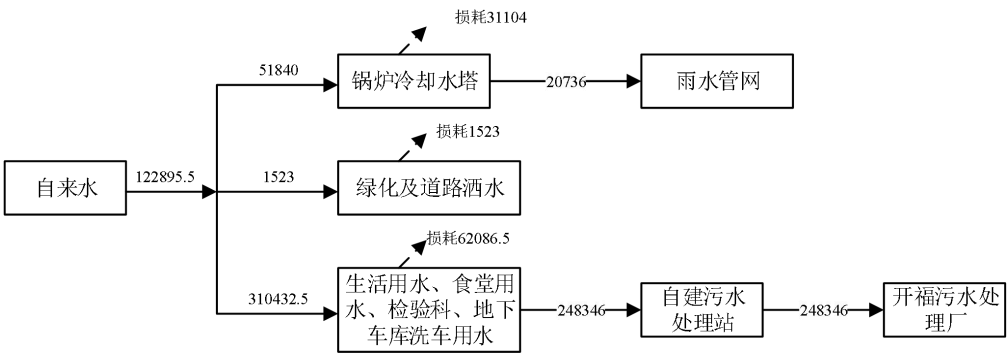 损耗31104
51840
锅炉冷却水塔
20736
雨水管网
损耗1523
自来水
122895.5
1523
绿化及道路洒水
损耗62086.5
310432.5
生活用水、食堂用
水、检验科、地下
车库洗车用水
248346
自建污水
处理站
248346
开福污水处
理厂